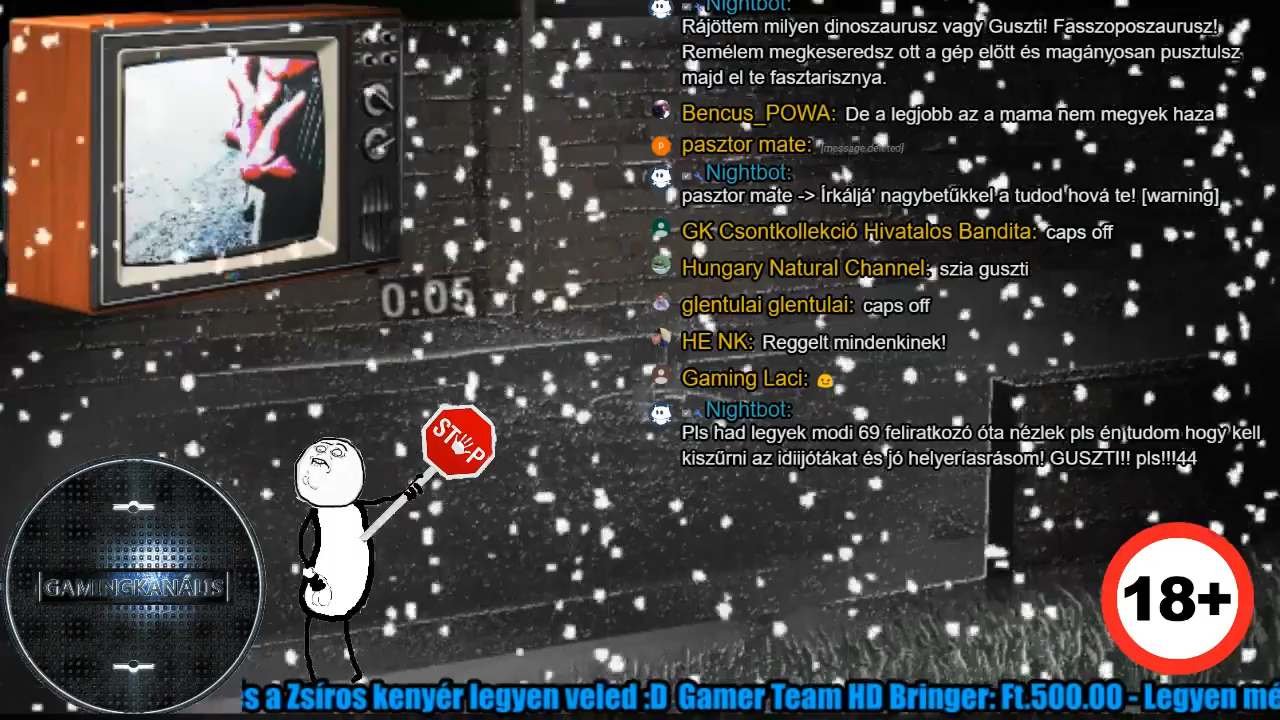 Nightbot:
Rájöttem milyen dinoszaurusz vagy Guszti! Fasszoposzaurusz!
Remélem megkeseredsz ott a gép előtt és magányosan pusztulsz
majd el te fasztarisznya.
Bencus_POWA: De a legjobb az a mama nem megyek haza
P pasztor mate: [message deleted]
Nightbot:
pasztor mate -> Írkáljá' nagybetűkkel a tudod hová te! [warning]
GK Csontkollekció Hivatalos Bandita: caps off
Hungary Natural Channel: szia guszti
0:05
glentulai glentulai: caps off
HE NK: Reggelt mindenkinek!
Gaming Laci: 😉
Nightbot:
Pls had legyek modi 69 feliratkozó óta nézlek pls én tudom hogy kell
kiszűrni az idiijótákat és jó helyeríasrásom! GUSZTI!! pls!!!44
STOP
|GAMINGKANÁLIS|
18+
s a Zsíros kenyér legyen veled :D Gamer Team HD Bringer: Ft.500.00 - Legyen mé